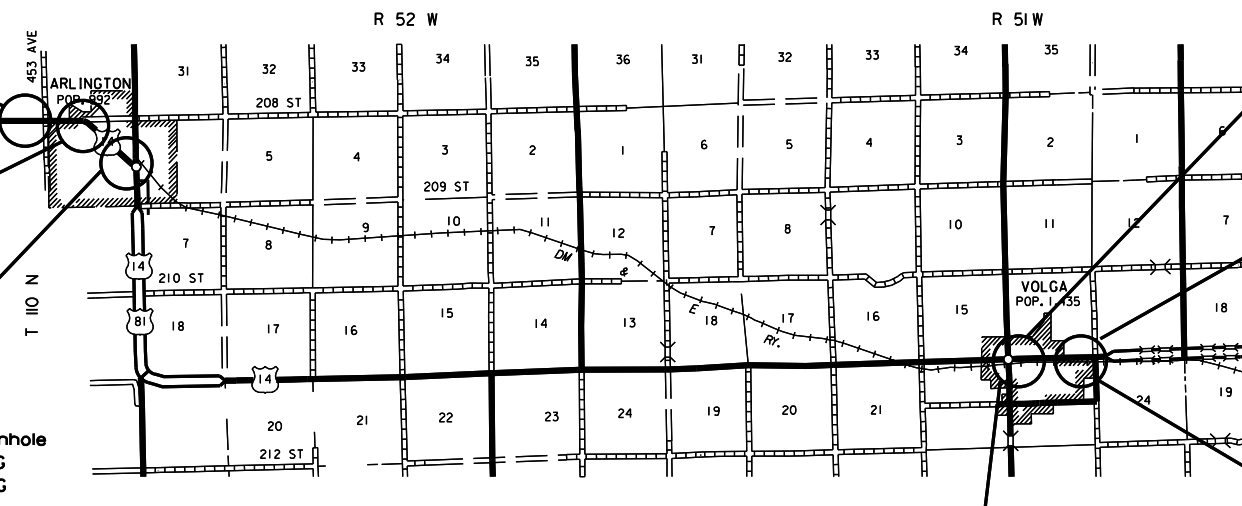 R 52 W
R 51 W
453 AVE
31 32 33 34 35 36 31 32 33 34 35
ARLINGTON
POP. 892
208 ST
14
5 4 3 2 1 6 5 4 3 2 1 6
209 ST
7 8 9 10 11 12 7 8 10 11 12 7
DM & E RY.
14
210 ST
T 110 N
81
18 17 16 15 14 13 18 17 16 15 18
VOLGA
POP. 1,435
14
20 21 22 23 24 19 20 21 24 19
212 ST
nhole
G
G